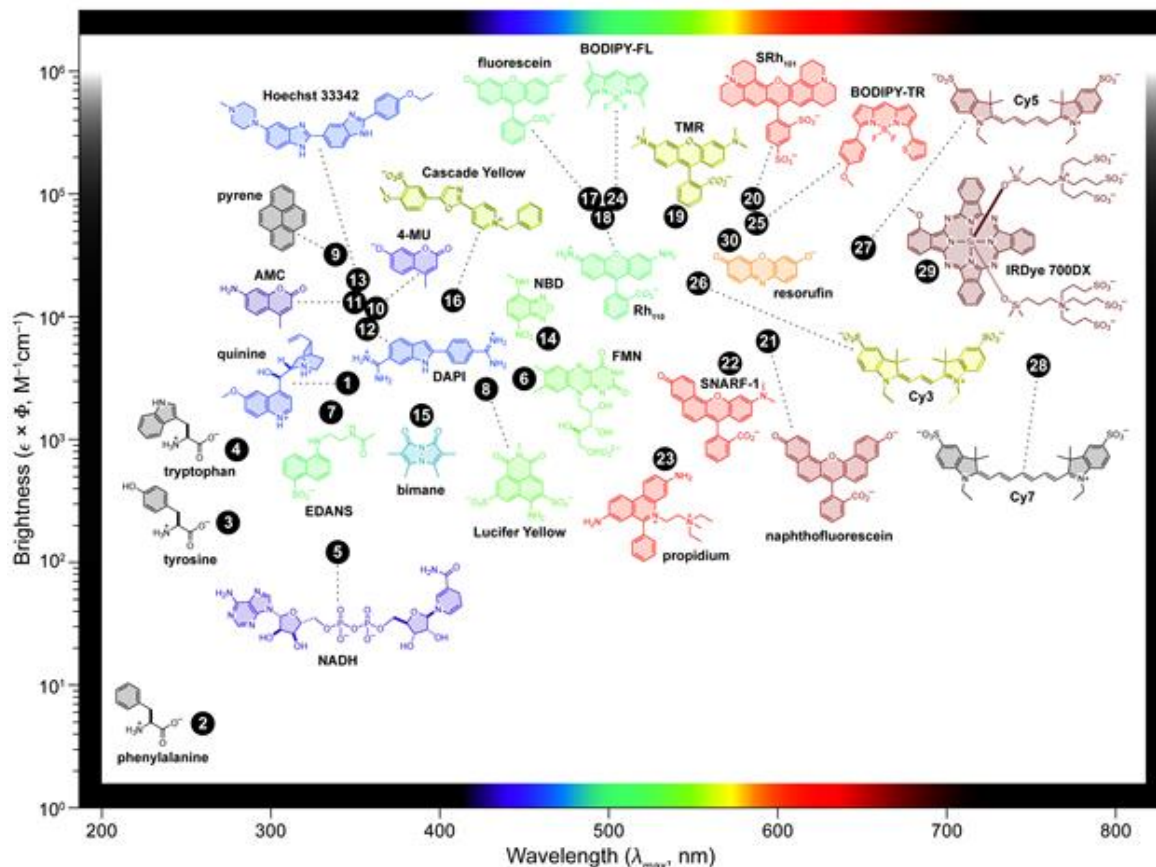 fluorescein
BODIPY-FL
SRh101
BODIPY-TR
Cy5
Hoechst 33342
TMR
Cascade Yellow
pyrene
4-MU
AMC
NBD
Rh110
resorufin
IRDye 700DX
quinine
DAPI
FMN
SNARF-1
Cy3
tryptophan
EDANS
bimane
Lucifer Yellow
propidium
naphthofluorescein
Cy7
tyrosine
NADH
phenylalanine
1
2
3
4
5
6
7
8
9
10
11
12
13
14
15
16
17
18
19
20
21
22
23
24
25
26
27
28
29
30
Brightness (ϵ × Φ, M⁻¹cm⁻¹)
10⁶
10⁵
10⁴
10³
10²
10¹
10⁰
200 300 400 500 600 700 800
Wavelength (λmax, nm)